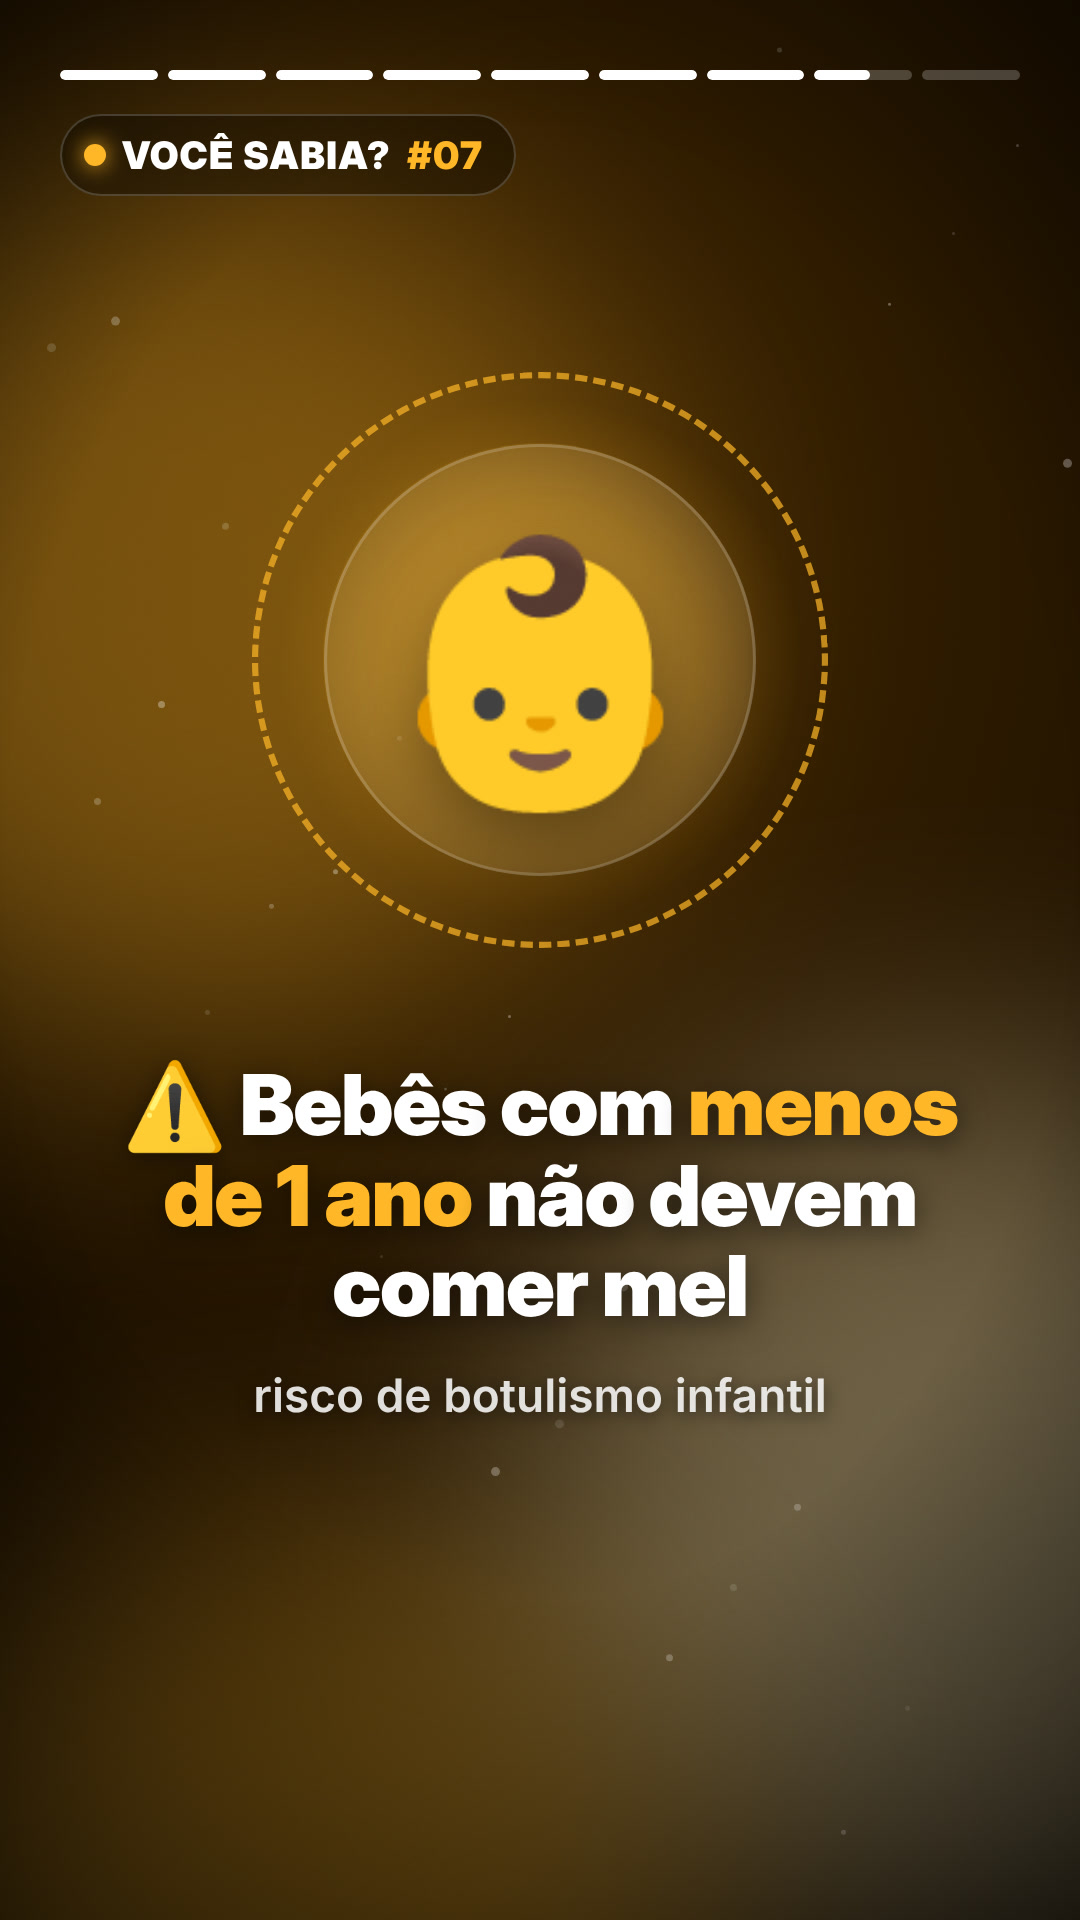 VOCÊ SABIA? #07
⚠️ Bebês com menos
de 1 ano não devem
comer mel
risco de botulismo infantil